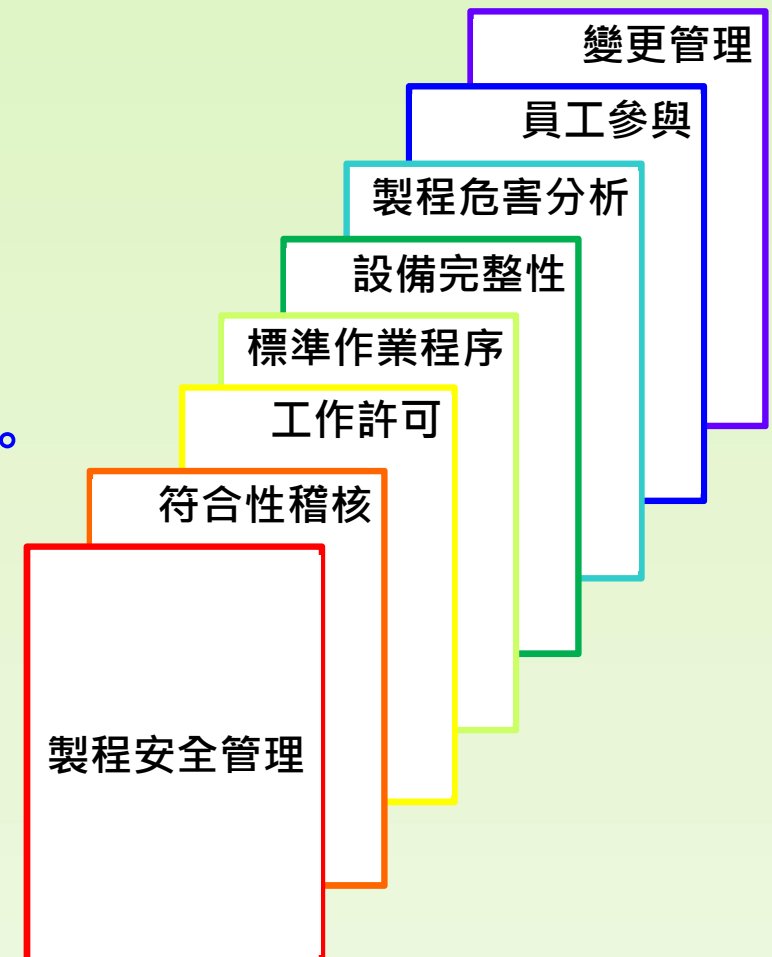 變更管理
員工參與
製程危害分析
設備完整性
標準作業程序
工作許可
。
符合性稽核
製程安全管理